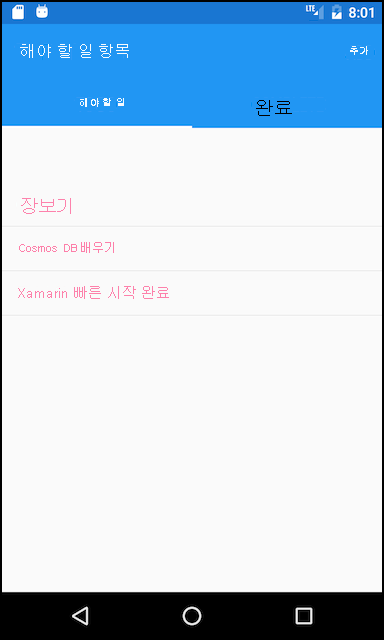 LTE 8:01
해야 할 일 항목 추가
해야 할 일 완료
장보기
Cosmos DB 배우기
Xamarin 빠른 시작 완료